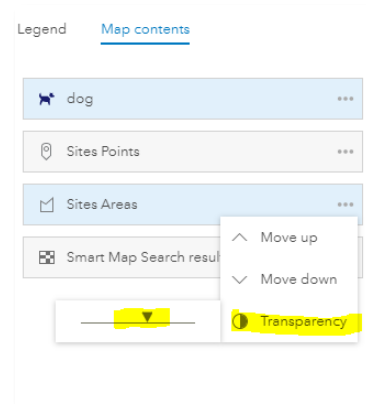 Legend Map contents
dog
Sites Points
Sites Areas
Smart Map Search resul
Move up
Move down
Transparency